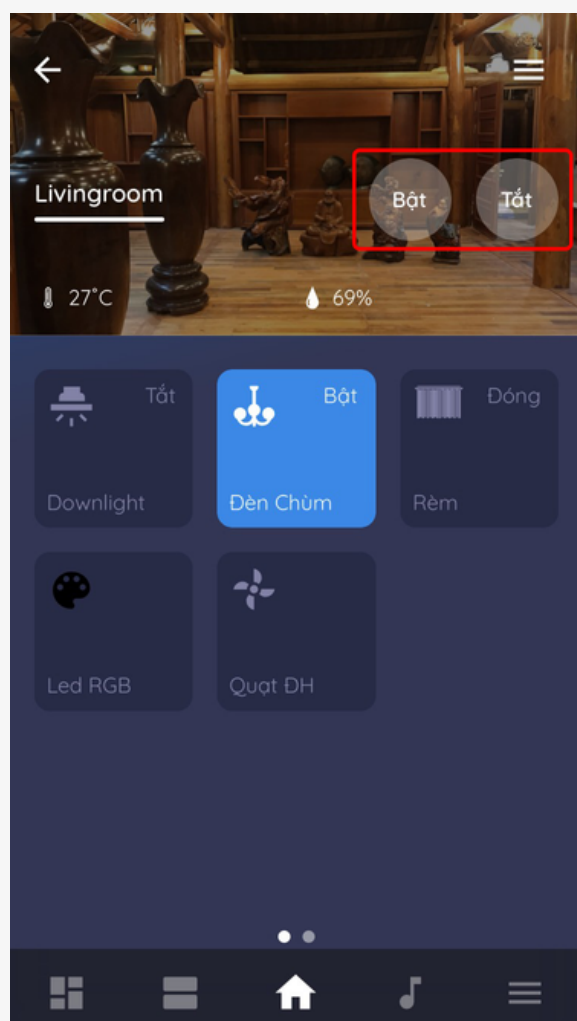 Livingroom
Bật
Tắt
27°C
69%
Tắt
Downlight
Bật
Đèn Chùm
Đóng
Rèm
Led RGB
Quạt ĐH